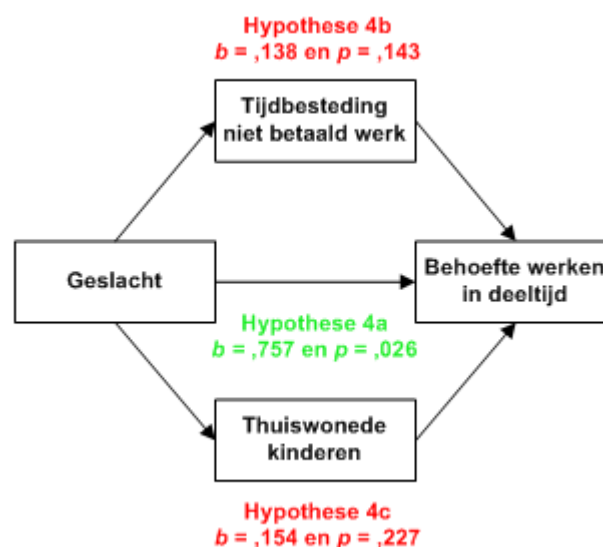 Hypothese 4b
b = ,138 en p = ,143
Tijdbesteding
niet betaald werk
Geslacht
Behoefte werken
in deeltijd
Hypothese 4a
b = ,757 en p = ,026
Thuiswonede
kinderen
Hypothese 4c
b = ,154 en p = ,227